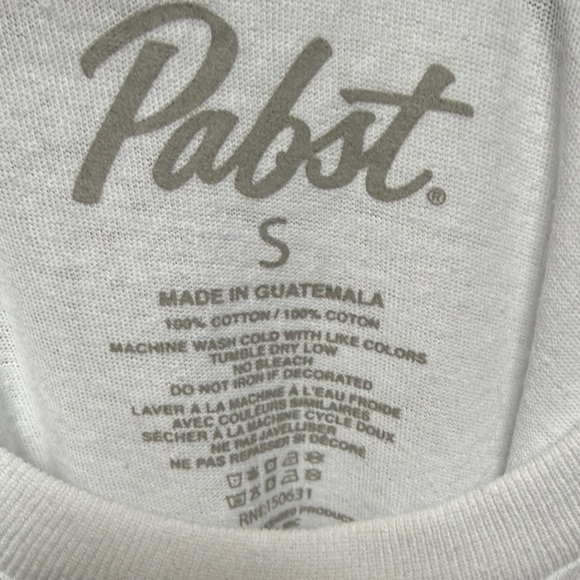 Pabst®
S
MADE IN GUATEMALA
100% COTTON / 100% COTON
MACHINE WASH COLD WITH LIKE COLORS
TUMBLE DRY LOW
NO BLEACH
DO NOT IRON IF DECORATED
LAVER À LA MACHINE À L'EAU FROIDE
AVEC COULEURS SIMILAIRES
SÉCHER À LA MACHINE CYCLE DOUX
NE PAS JAVELLISER
NE PAS REPASSER SI DÉCORÉ
RN#:150631
PRODUCT